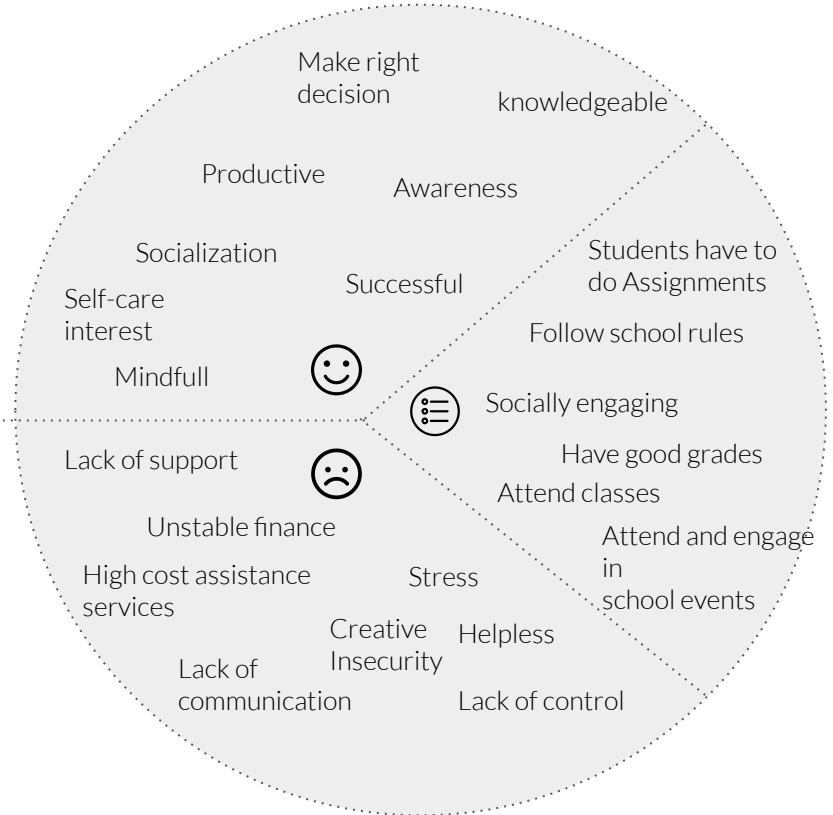 Make right
decision
knowledgeable
Productive
Awareness
Socialization
Successful
Self-care
interest
Mindfull
Students have to
do Assignments
Follow school rules
Socially engaging
Have good grades
Attend classes
Attend and engage
in
school events
Lack of support
Unstable finance
High cost assistance
services
Stress
Creative
Insecurity
Helpless
Lack of
communication
Lack of control